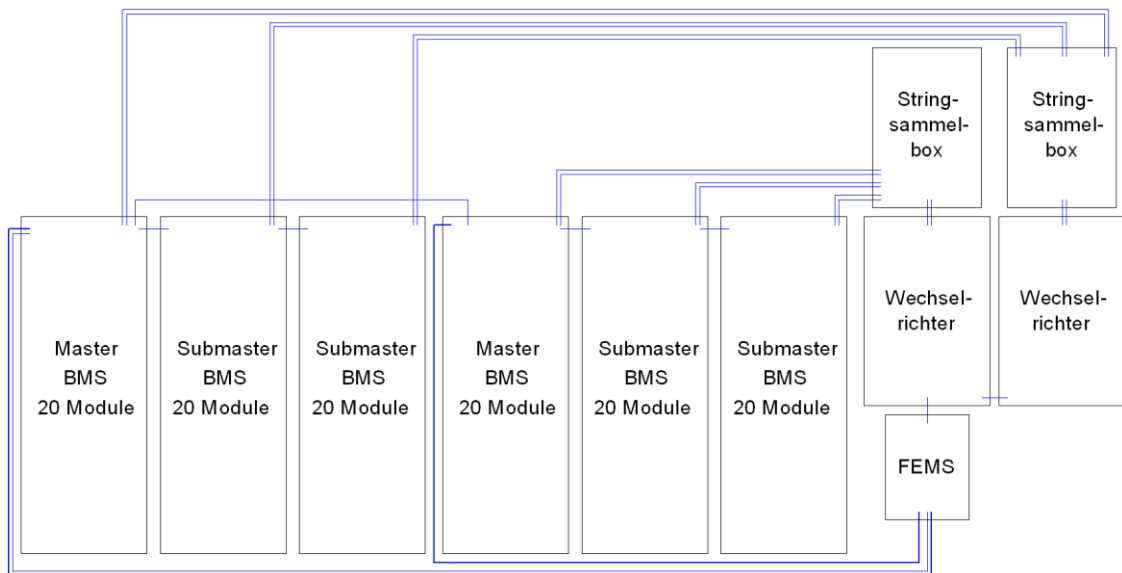 String-
sammel-
box
String-
sammel-
box
Wechsel-
richter
Wechsel-
richter
Master
BMS
20 Module
Submaster
BMS
20 Module
Submaster
BMS
20 Module
Master
BMS
20 Module
Submaster
BMS
20 Module
Submaster
BMS
20 Module
FEMS